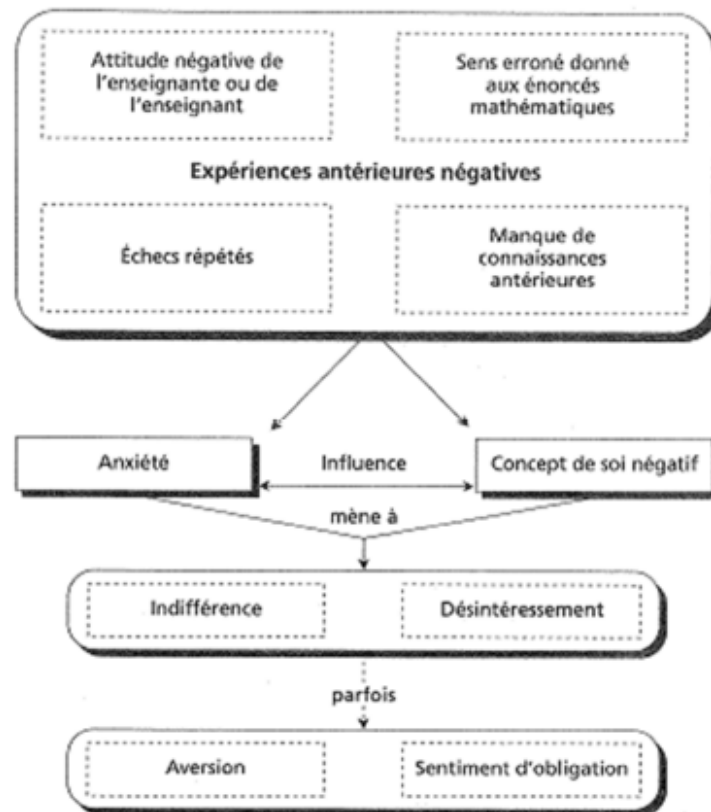 Attitude négative de
l'enseignante ou de
l'enseignant
Sens erroné donné
aux énoncés
mathématiques
Expériences antérieures négatives
Échecs répétés
Manque de
connaissances
antérieures
Anxiété
Influence
Concept de soi négatif
mène à
Indifférence
Désintéressement
parfois
Aversion
Sentiment d'obligation